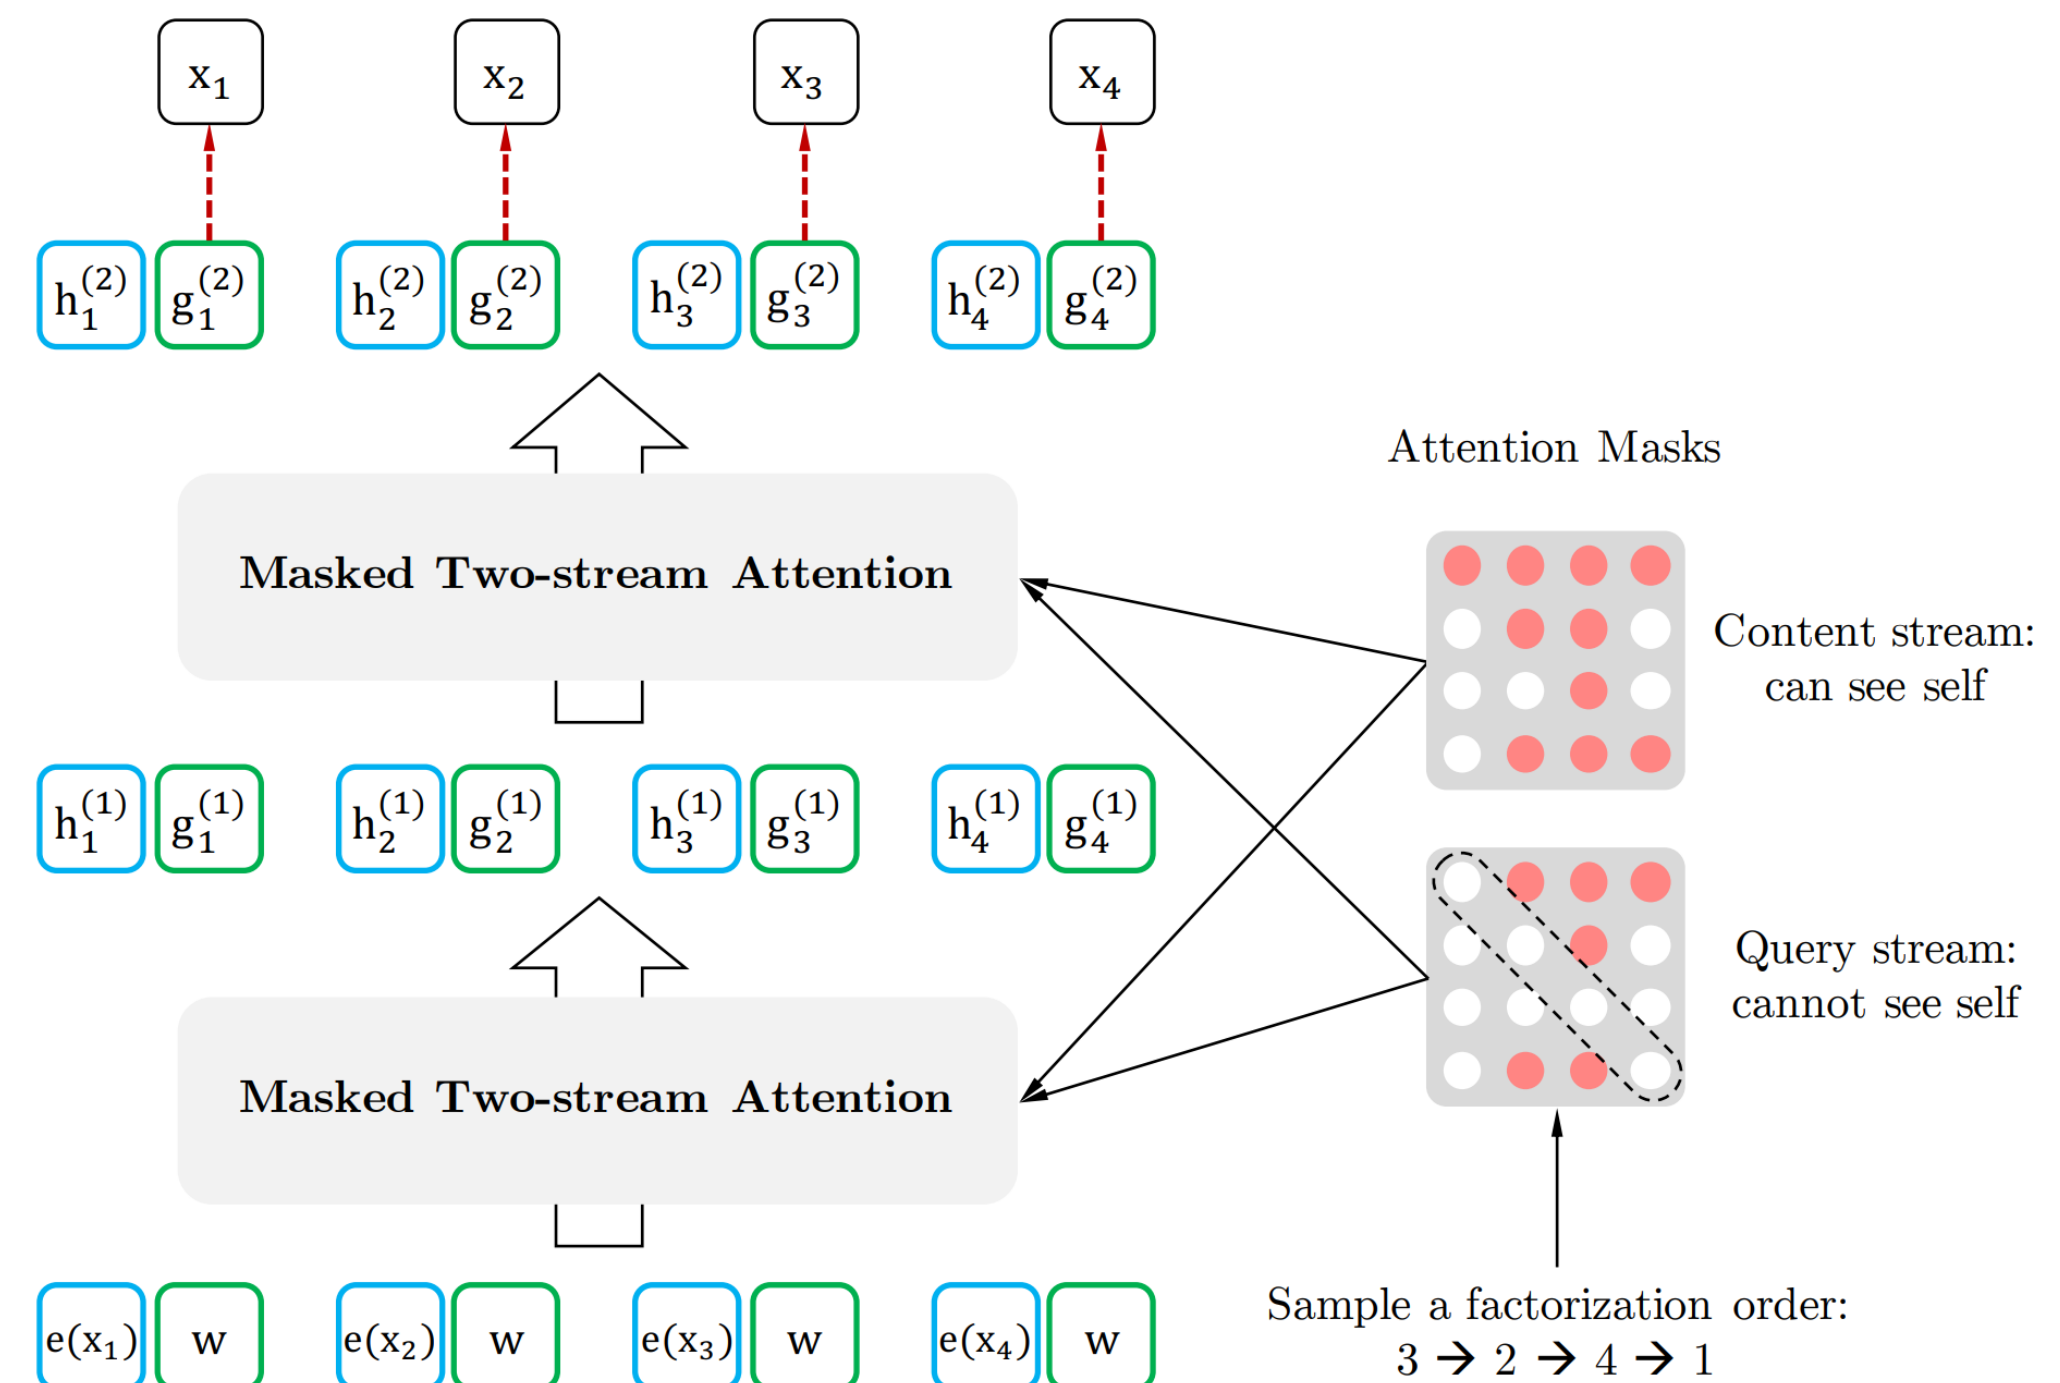 x₁ x₂ x₃ x₄
h₁⁽²⁾ g₁⁽²⁾ h₂⁽²⁾ g₂⁽²⁾ h₃⁽²⁾ g₃⁽²⁾ h₄⁽²⁾ g₄⁽²⁾
Attention Masks
Masked Two-stream Attention
Content stream:
can see self
h₁⁽¹⁾ g₁⁽¹⁾ h₂⁽¹⁾ g₂⁽¹⁾ h₃⁽¹⁾ g₃⁽¹⁾ h₄⁽¹⁾ g₄⁽¹⁾
Query stream:
cannot see self
Masked Two-stream Attention
Sample a factorization order:
3 → 2 → 4 → 1
e(x₁) w e(x₂) w e(x₃) w e(x₄) w